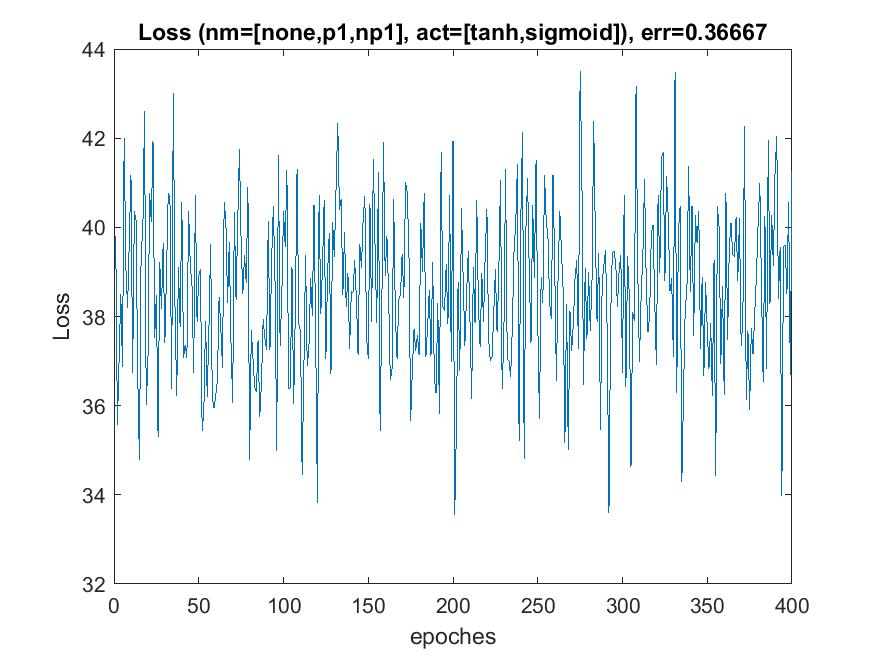 Loss (nm=[none,p1,np1], act=[tanh,sigmoid]), err=0.36667
44
42
40
38
36
34
32
Loss
0 50 100 150 200 250 300 350 400
epoches